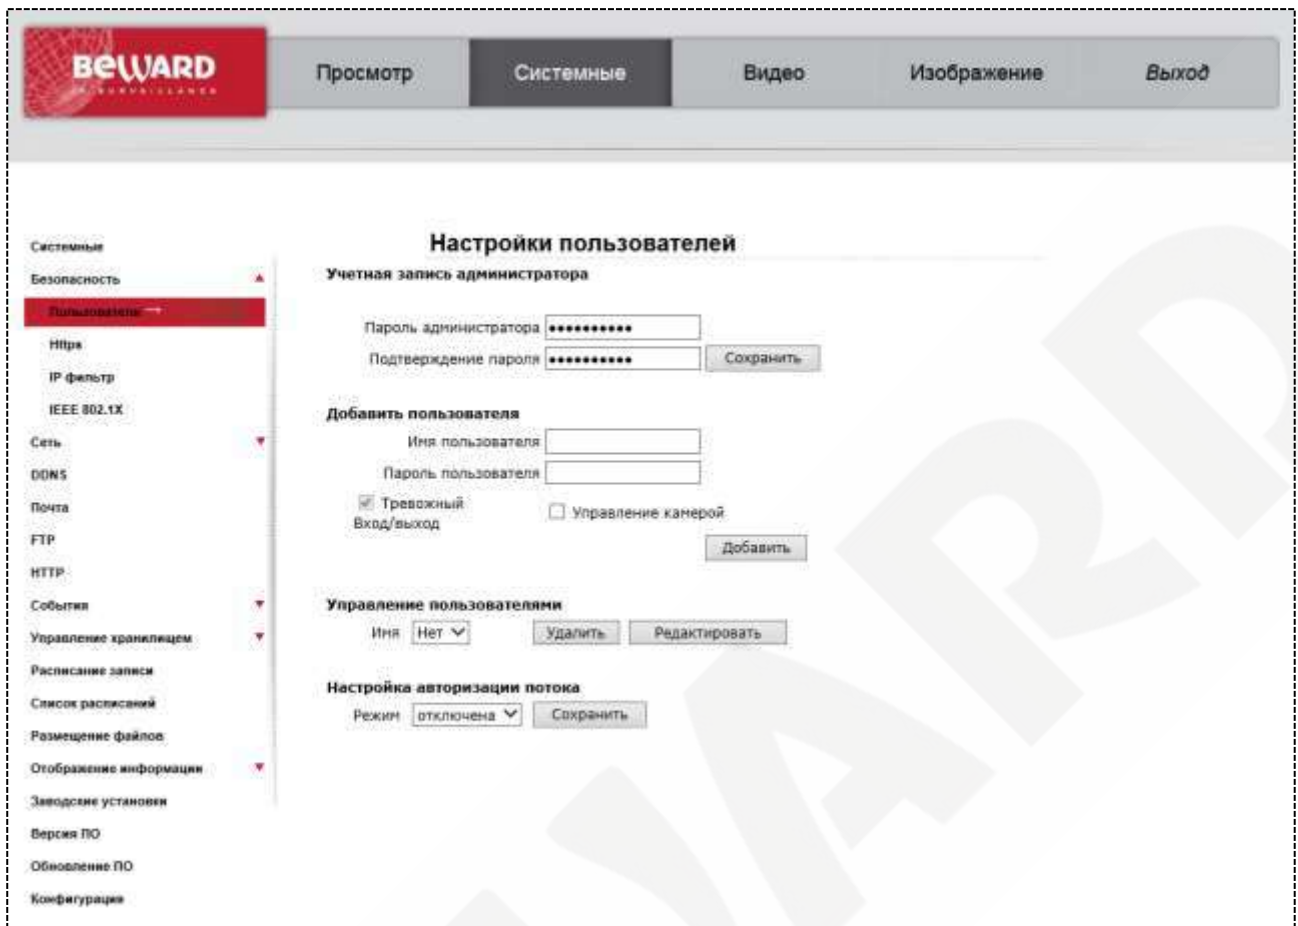 BEWARD
IP SURVEILLANCE
Просмотр
Системные
Видео
Изображение
Выход
Системные
Безопасность
Пользователи →
Https
IP фильтр
IEEE 802.1X
Сеть
DDNS
Почта
FTP
HTTP
События
Управление хранилищем
Расписание записи
Список расписаний
Размещение файлов
Отображение информации
Заводские установки
Версия ПО
Обновление ПО
Конфигурация
Настройки пользователей
Учетная запись администратора
Пароль администратора ••••••••••
Подтверждение пароля •••••••••• Сохранить
Добавить пользователя
Имя пользователя
Пароль пользователя
Тревожный
Вход/выход
Управление камерой
Добавить
Управление пользователями
Имя Нет Удалить Редактировать
Настройка авторизации потока
Режим отключена Сохранить